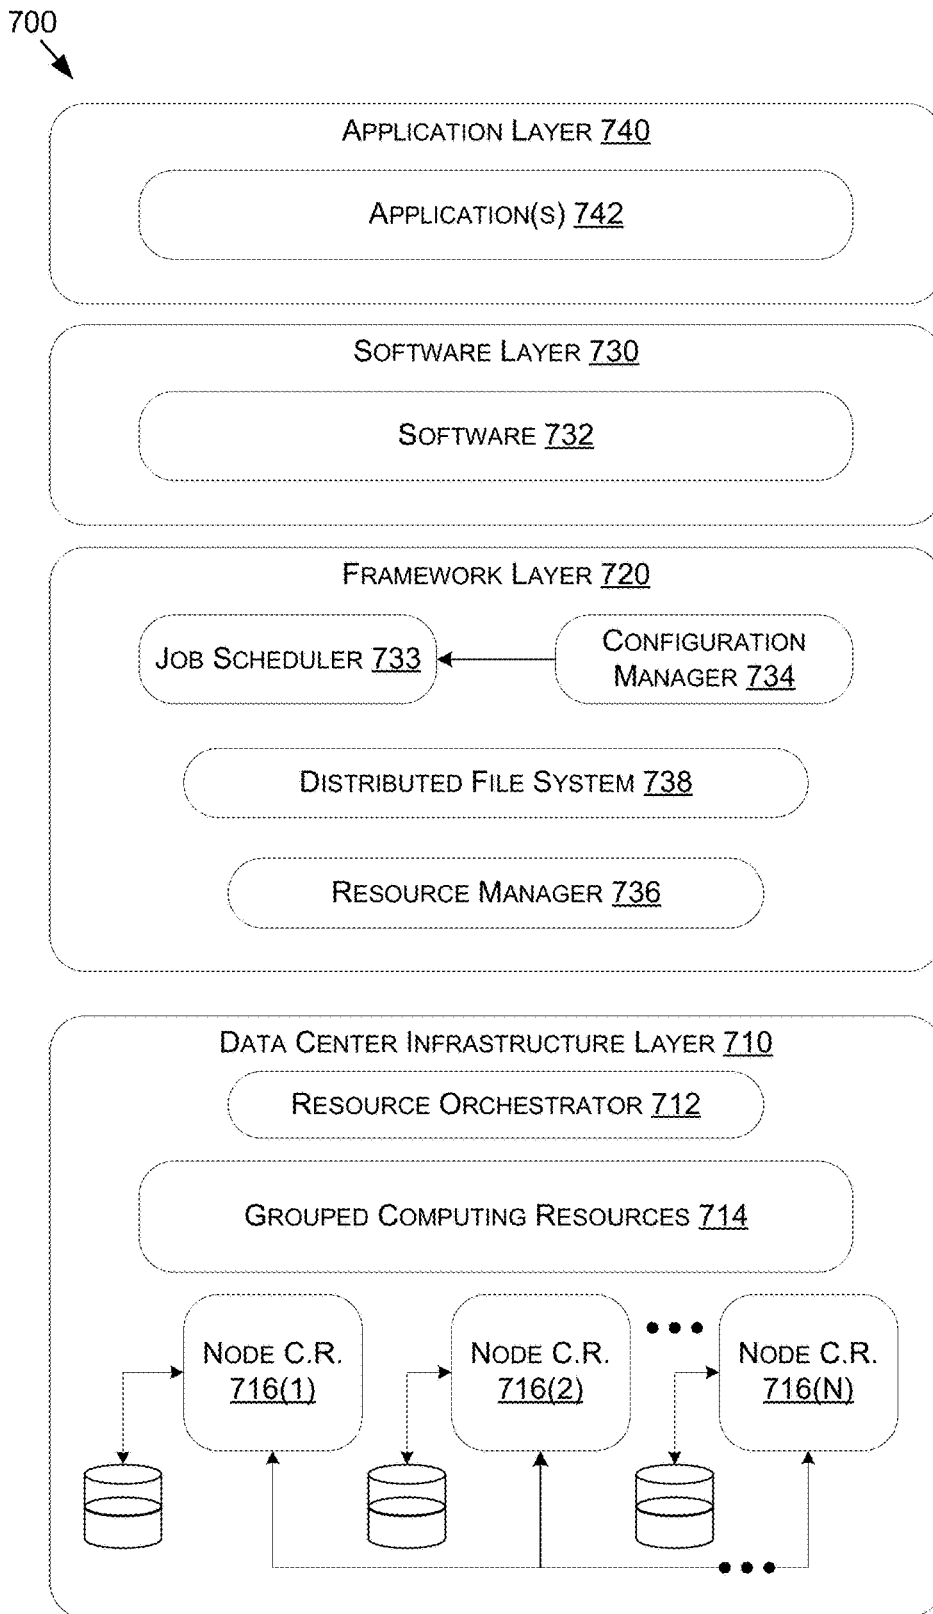 700
APPLICATION LAYER 740
APPLICATION(S) 742
SOFTWARE LAYER 730
SOFTWARE 732
FRAMEWORK LAYER 720
JOB SCHEDULER 733
CONFIGURATION
MANAGER 734
DISTRIBUTED FILE SYSTEM 738
RESOURCE MANAGER 736
DATA CENTER INFRASTRUCTURE LAYER 710
RESOURCE ORCHESTRATOR 712
GROUPED COMPUTING RESOURCES 714
NODE C.R.
716(1)
NODE C.R.
716(2)
NODE C.R.
716(N)